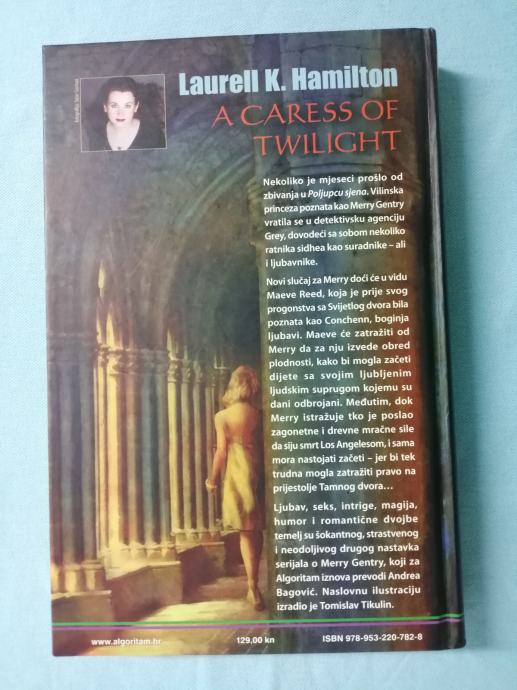 Laurell K. Hamilton
A CARESS OF
TWILIGHT
Nekoliko je mjeseci prošlo od
zbivanja u Poljupcu sjena. Vilinska
princeza poznata kao Merry Gentry
vratila se u detektivsku agenciju
Grey, dovodeći sa sobom nekoliko
ratnika sidhea kao suradnike – ali
i ljubavnike.
Novi slučaj za Merry doći će u vidu
Maeve Reed, koja je prije svog
progonstva sa Svijetlog dvora bila
poznata kao Conchenn, boginja
ljubavi. Maeve će zatražiti od
Merry da za nju izvede obred
plodnosti, kako bi mogla začeti
dijete sa svojim ljubljenim
ljudskim suprugom kojemu su
dani odbrojani. Međutim, dok
Merry istražuje tko je poslao
zagonetne i drevne mračne sile
da siju smrt Los Angelesom, i sama
mora nastojati začeti – jer bi tek
trudna mogla zatražiti pravo na
prijestolje Tamnog dvora...
Ljubav, seks, intrige, magija,
humor i romantične dvojbe
temelj su šokantnog, strastvenog
i neodoljivog drugog nastavka
serijala o Merry Gentry, koji za
Algoritam iznova prevodi Andrea
Bagović. Naslovnu ilustraciju
izradio je Tomislav Tikulin.
www.algoritam.hr
129,00 kn
ISBN 978-953-220-782-8